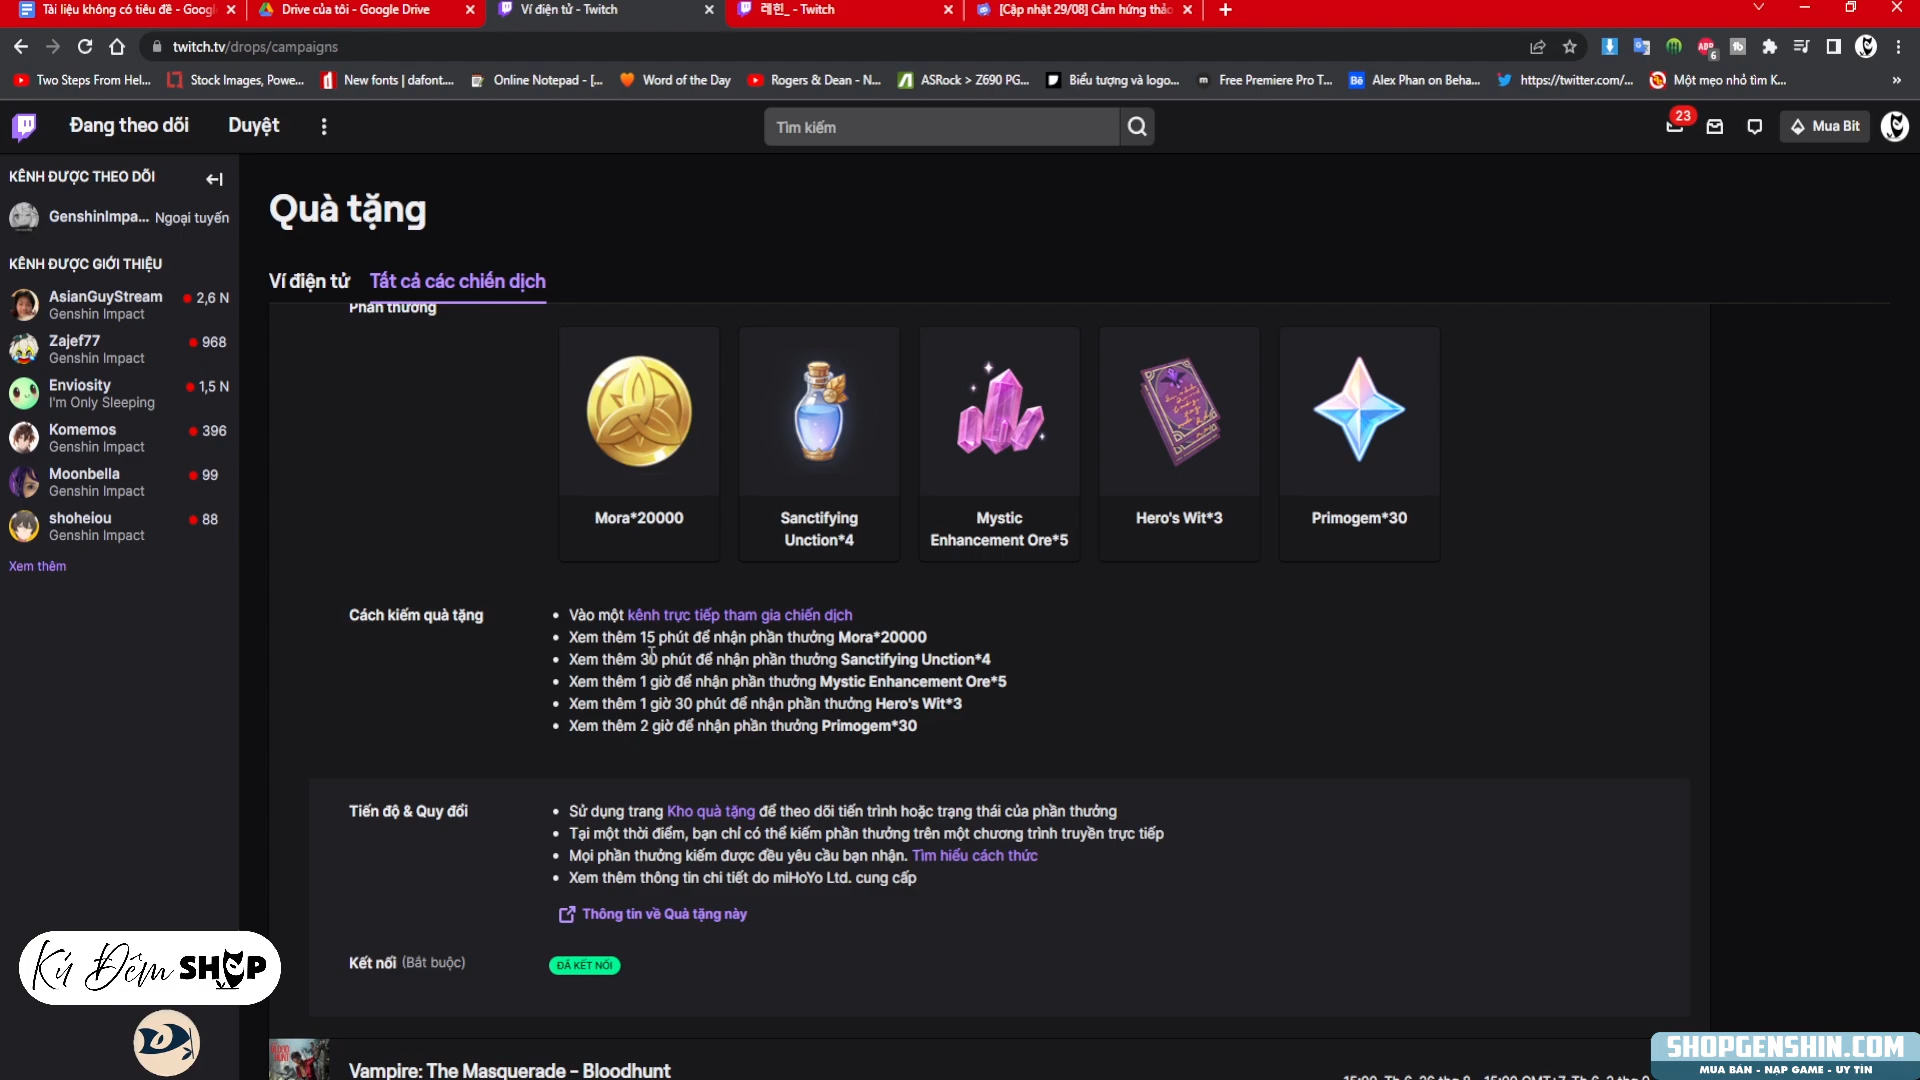 Tài liệu không có tiêu đề - Googl
Drive của tôi - Google Drive
Ví điện tử - Twitch
레힌_ - Twitch
[Cập nhật 29/08] Cảm hứng thảo
twitch.tv/drops/campaigns
6
Two Steps From Hel...
Stock Images, Powe...
New fonts | dafont....
Online Notepad - [...
Word of the Day
Rogers & Dean - N...
ASRock > Z690 PG...
Biểu tượng và logo...
Free Premiere Pro T...
Alex Phan on Beha...
https://twitter.com/...
Một mẹo nhỏ tìm K...
Đang theo dõi
Duyệt
Tìm kiếm
23
Mua Bit
KÊNH ĐƯỢC THEO DÕI
GenshinImpa... Ngoại tuyến
KÊNH ĐƯỢC GIỚI THIỆU
AsianGuyStream 2,6 N
Genshin Impact
Zajef77 968
Genshin Impact
Enviosity 1,5 N
I'm Only Sleeping
Komemos 396
Genshin Impact
Moonbella 99
Genshin Impact
shoheiou 88
Genshin Impact
Xem thêm
Quà tặng
Ví điện tử
Tất cả các chiến dịch
Phần thưởng
Mora*20000
Sanctifying
Unction*4
Mystic
Enhancement Ore*5
Hero's Wit*3
Primogem*30
Cách kiếm quà tặng
Vào một kênh trực tiếp tham gia chiến dịch
Xem thêm 15 phút để nhận phần thưởng Mora*20000
Xem thêm 30 phút để nhận phần thưởng Sanctifying Unction*4
Xem thêm 1 giờ để nhận phần thưởng Mystic Enhancement Ore*5
Xem thêm 1 giờ 30 phút để nhận phần thưởng Hero's Wit*3
Xem thêm 2 giờ để nhận phần thưởng Primogem*30
Tiến độ & Quy đổi
Sử dụng trang Kho quà tặng để theo dõi tiến trình hoặc trạng thái của phần thưởng
Tại một thời điểm, bạn chỉ có thể kiếm phần thưởng trên một chương trình truyền trực tiếp
Mọi phần thưởng kiếm được đều yêu cầu bạn nhận. Tìm hiểu cách thức
Xem thêm thông tin chi tiết do miHoYo Ltd. cung cấp
Thông tin về Quà tặng này
Kết nối (Bắt buộc)
ĐÃ KẾT NỐI
Vampire: The Masquerade - Bloodhunt
Kú Đêm SHOP
SHOPGENSHIN.COM
MUA BÁN - NẠP GAME - UY TÍN